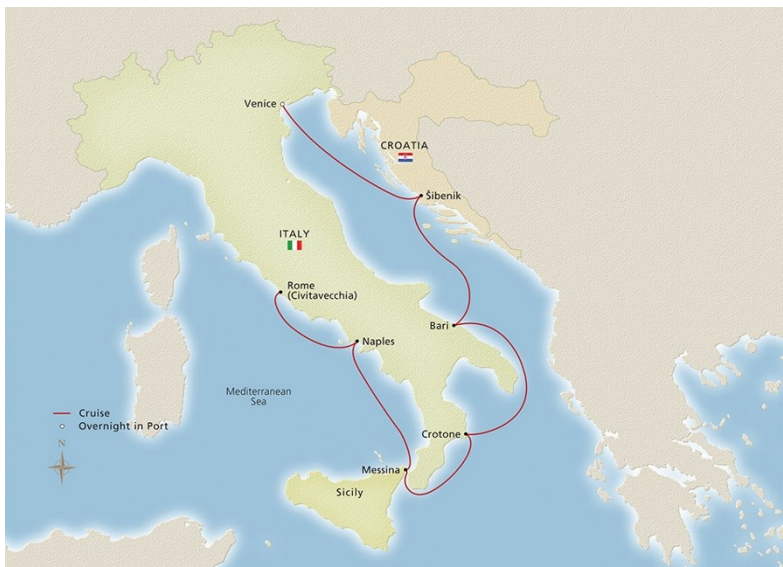 Venice
CROATIA
Šibenik
ITALY
Rome
(Civitavecchia)
Bari
Naples
Mediterranean
Sea
Cruise
Overnight in Port
N
Crotone
Messina
Sicily